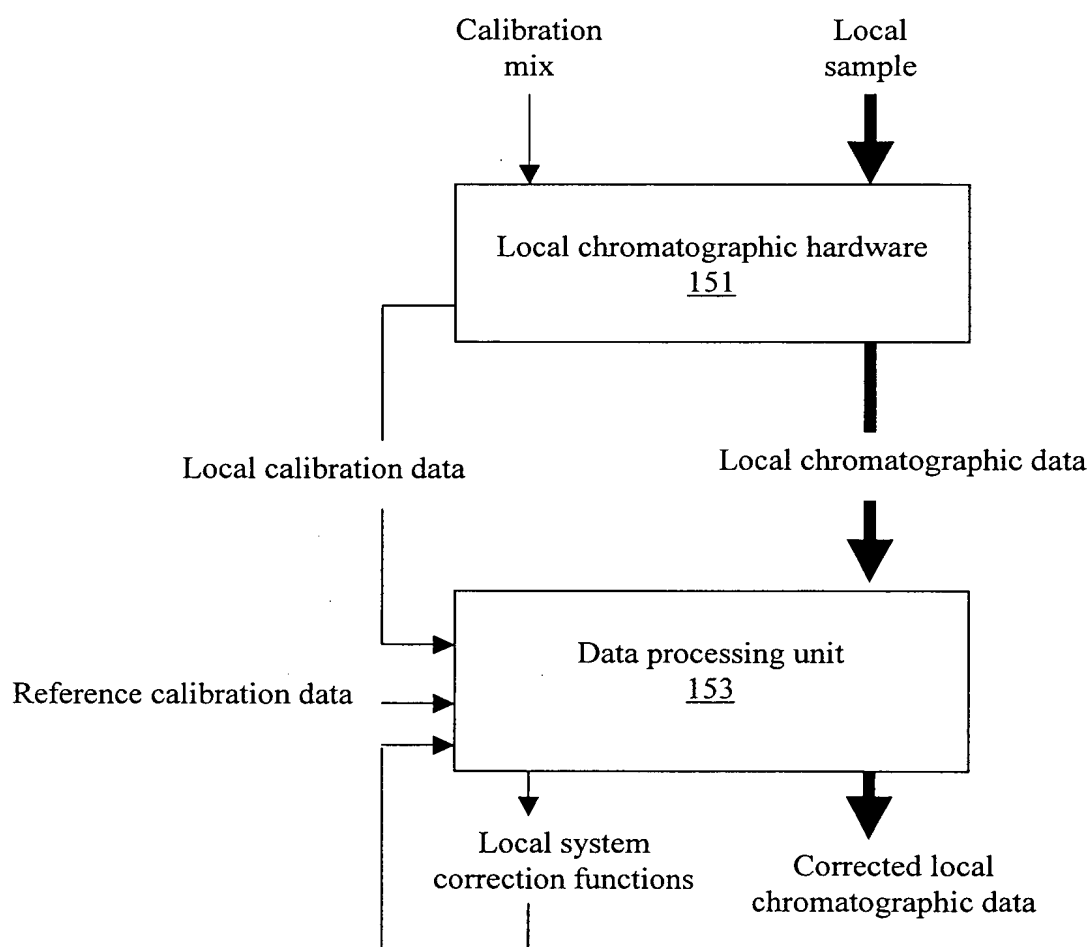 Calibration
mix
Local
sample
Local chromatographic hardware
151
Local calibration data
Local chromatographic data
Data processing unit
153
Reference calibration data
Local system
correction functions
Corrected local
chromatographic data